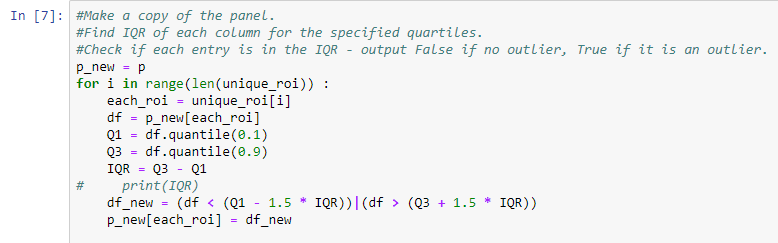 In [7]: #Make a copy of the panel.
#Find IQR of each column for the specified quartiles.
#Check if each entry is in the IQR - output False if no outlier, True if it is an outlier.
p_new = p
for i in range(len(unique_roi)) :
    each_roi = unique_roi[i]
    df = p_new[each_roi]
    Q1 = df.quantile(0.1)
    Q3 = df.quantile(0.9)
    IQR = Q3 - Q1
#     print(IQR)
    df_new = (df < (Q1 - 1.5 * IQR))|(df > (Q3 + 1.5 * IQR))
    p_new[each_roi] = df_new